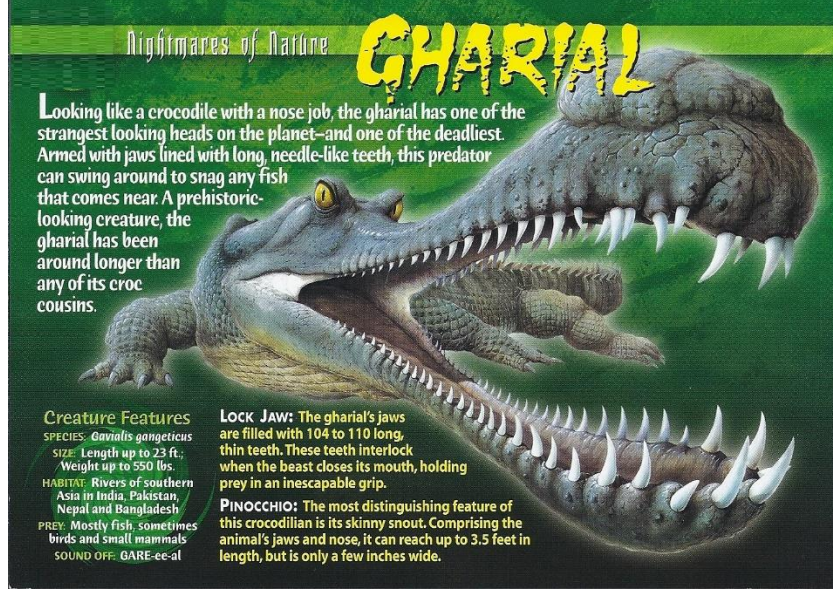 Nightmares of Nature
GHARIAL
Looking like a crocodile with a nose job, the gharial has one of the
strangest looking heads on the planet–and one of the deadliest.
Armed with jaws lined with long, needle-like teeth, this predator
can swing around to snag any fish
that comes near. A prehistoric-
looking creature, the
gharial has been
around longer than
any of its croc
cousins.
Creature Features
SPECIES: Gavialis gangeticus
SIZE: Length up to 23 ft.;
Weight up to 550 lbs.
HABITAT: Rivers of southern
Asia in India, Pakistan,
Nepal and Bangladesh
PREY: Mostly fish, sometimes
birds and small mammals
SOUND OFF: GARE-ee-al
LOCK JAW: The gharial's jaws
are filled with 104 to 110 long,
thin teeth. These teeth interlock
when the beast closes its mouth, holding
prey in an inescapable grip.
PINOCCHIO: The most distinguishing feature of
this crocodilian is its skinny snout. Comprising the
animal's jaws and nose, it can reach up to 3.5 feet in
length, but is only a few inches wide.